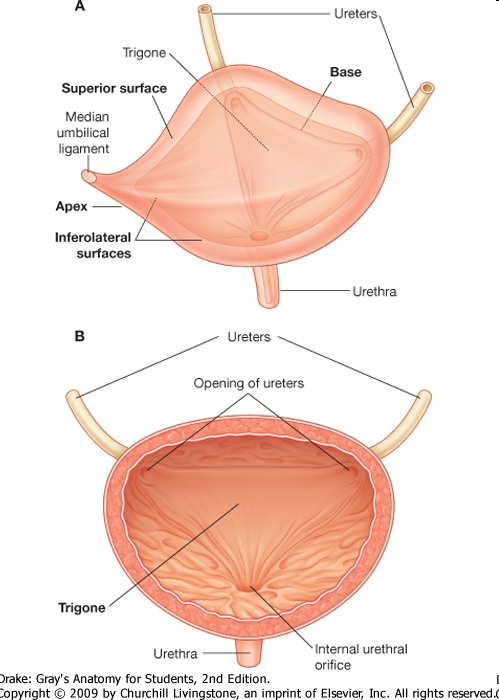 A
Ureters
Trigone
Base
Superior surface
Median
umbilical
ligament
Apex
Inferolateral
surfaces
Urethra
B
Ureters
Opening of ureters
Trigone
Internal urethral
orifice
Urethra
Drake: Gray's Anatomy for Students, 2nd Edition.
Copyright © 2009 by Churchill Livingstone, an imprint of Elsevier, Inc. All rights reserved.